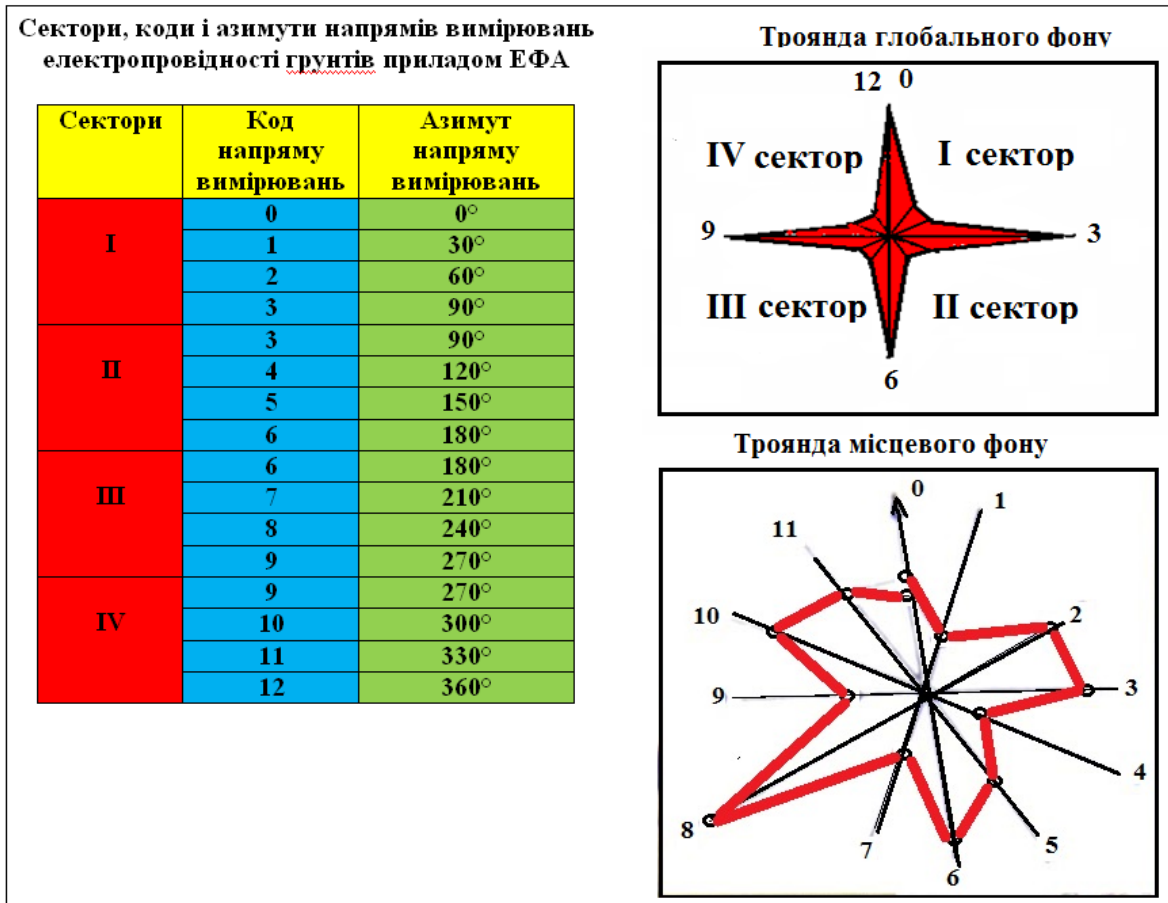 Сектори, коди і азимути напрямів вимірювань
електропровідності грунтів приладом ЕФА
Сектори Код Азимут
напряму напряму
вимірювань вимірювань
I
0 0°
1 30°
2 60°
3 90°
II
3 90°
4 120°
5 150°
6 180°
III
6 180°
7 210°
8 240°
9 270°
IV
9 270°
10 300°
11 330°
12 360°
Троянда глобального фону
12 0
IV сектор I сектор
9 3
III сектор II сектор
6
Троянда місцевого фону
0
1
11
10 2
9 3
4
8
7 5
6